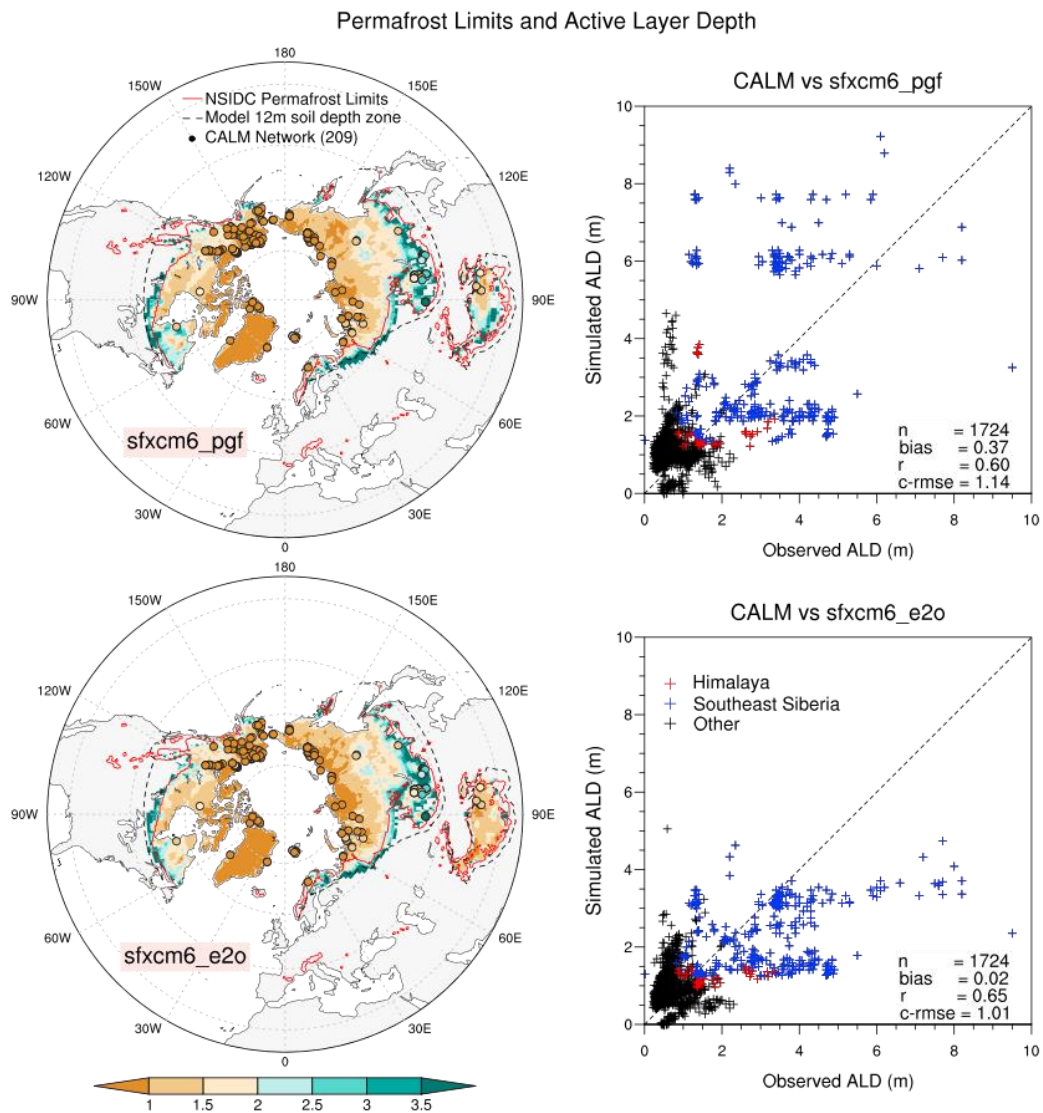 Permafrost Limits and Active Layer Depth
180
150W
150E
120W
120E
90W
90E
60W
60E
30W
30E
0
NSIDC Permafrost Limits
Model 12m soil depth zone
CALM Network (209)
sfxcm6_pgf
CALM vs sfxcm6_pgf
Simulated ALD (m)
10
8
6
4
2
0
n = 1724
bias = 0.37
r = 0.60
c-rmse = 1.14
0 2 4 6 8 10
Observed ALD (m)
180
150W
150E
120W
120E
90W
90E
60W
60E
30W
30E
0
sfxcm6_e2o
1 1.5 2 2.5 3 3.5
CALM vs sfxcm6_e2o
Simulated ALD (m)
10
8
6
4
2
0
Himalaya
Southeast Siberia
Other
n = 1724
bias = 0.02
r = 0.65
c-rmse = 1.01
0 2 4 6 8 10
Observed ALD (m)